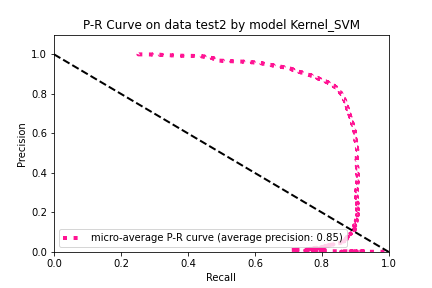 P-R Curve on data test2 by model Kernel_SVM
1.0
0.8
0.6
0.4
0.2
0.0
Precision
micro-average P-R curve (average precision: 0.85)
0.0 0.2 0.4 0.6 0.8 1.0
Recall